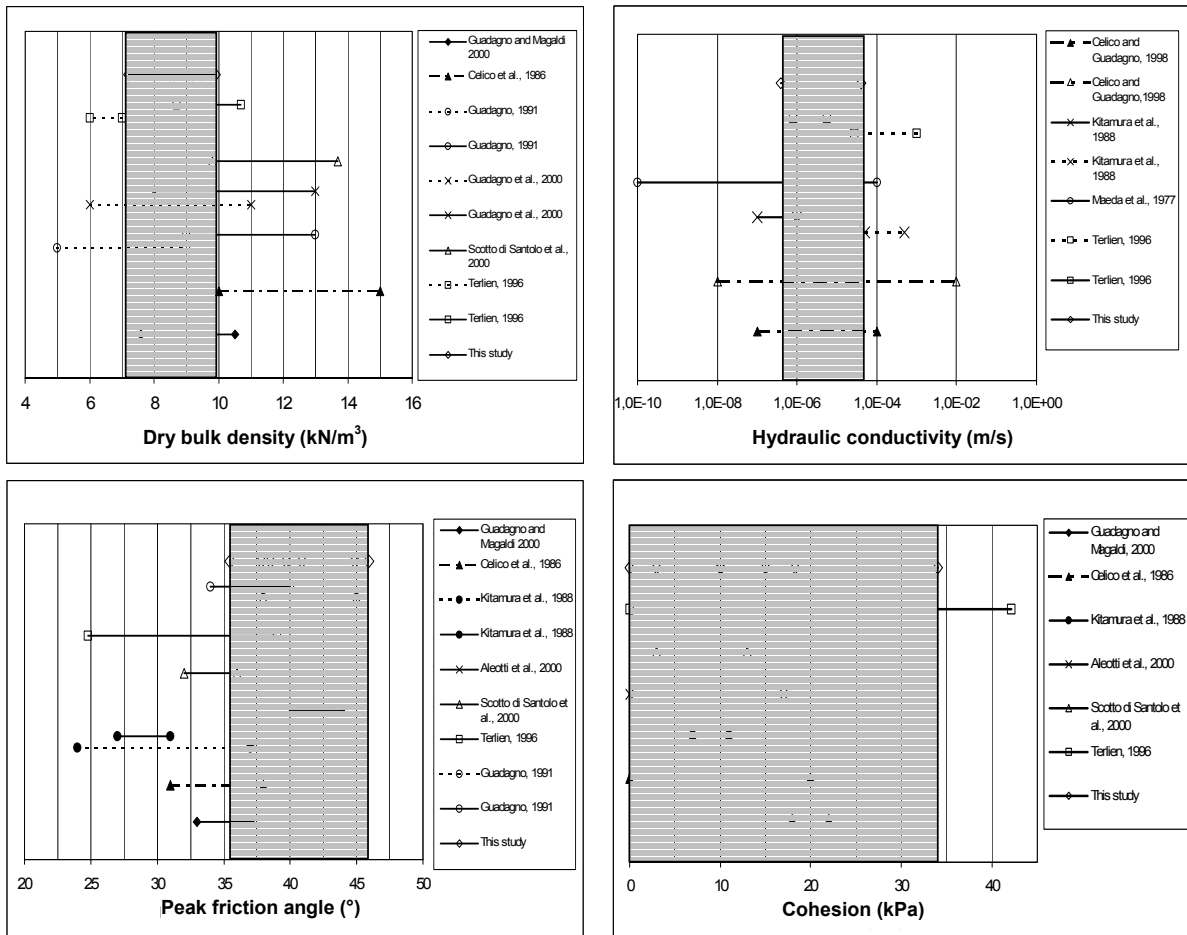 Guadagno and Magaldi
2000
Celico et al., 1986
Guadagno, 1991
Guadagno, 1991
Guadagno et al., 2000
Guadagno et al., 2000
Scotto di Santolo et al.,
2000
Terlien, 1996
Terlien, 1996
This study
4 6 8 10 12 14 16
Dry bulk density (kN/m³)
Celico and
Guadagno, 1998
Celico and
Guadagno,1998
Kitamura et al.,
1988
Kitamura et al.,
1988
Maeda et al., 1977
Terlien, 1996
Terlien, 1996
This study
1,0E-10 1,0E-08 1,0E-06 1,0E-04 1,0E-02 1,0E+00
Hydraulic conductivity (m/s)
Guadagno and
Magaldi 2000
Celico et al., 1986
Kitamura et al., 1988
Kitamura et al., 1988
Aleotti et al., 2000
Scotto di Santolo et
al., 2000
Terlien, 1996
Guadagno, 1991
Guadagno, 1991
This study
20 25 30 35 40 45 50
Peak friction angle (°)
Guadagno and
Magaldi, 2000
Celico et al., 1986
Kitamura et al., 1988
Aleotti et al., 2000
Scotto di Santolo et
al., 2000
Terlien, 1996
This study
0 10 20 30 40
Cohesion (kPa)